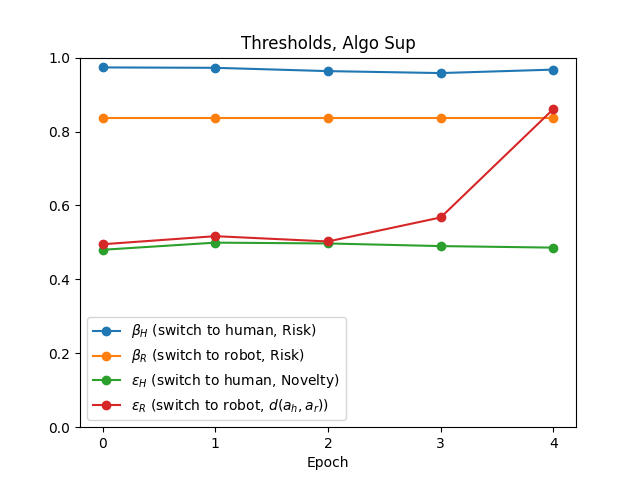 Thresholds, Algo Sup
1.0
0.8
0.6
0.4
0.2
0.0
β_H (switch to human, Risk)
β_R (switch to robot, Risk)
ε_H (switch to human, Novelty)
ε_R (switch to robot, d(a_h, a_r))
0 1 2 3 4
Epoch